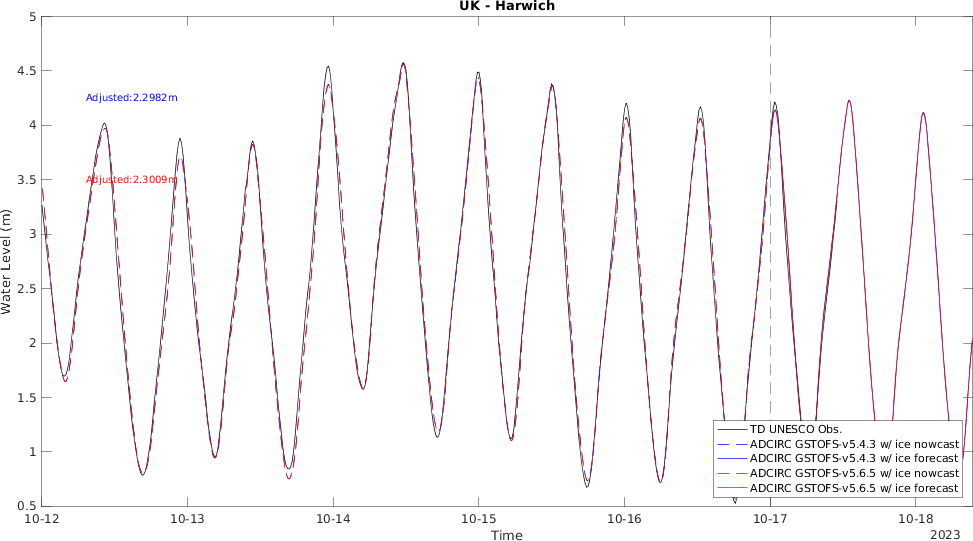 UK - Harwich
5
4.5
4
3.5
3
2.5
2
1.5
1
0.5
Water Level (m)
Adjusted:2.2982m
Adjusted:2.3009m
TD UNESCO Obs.
ADCIRC GSTOFS-v5.4.3 w/ ice nowcast
ADCIRC GSTOFS-v5.4.3 w/ ice forecast
ADCIRC GSTOFS-v5.6.5 w/ ice nowcast
ADCIRC GSTOFS-v5.6.5 w/ ice forecast
10-12 10-13 10-14 10-15 10-16 10-17 10-18
Time
2023